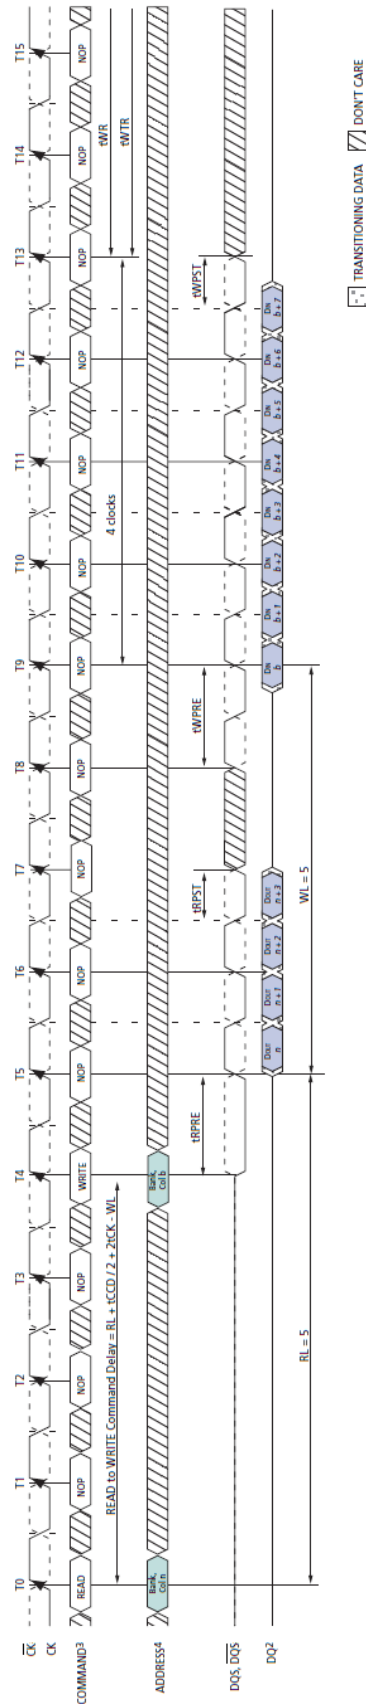 T0 T1 T2 T3 T4 T5 T6 T7 T8 T9 T10 T11 T12 T13 T14 T15
CK
CK
COMMAND3 READ NOP NOP NOP WRITE NOP NOP NOP NOP NOP NOP NOP NOP NOP NOP NOP
READ to WRITE Command Delay = RL + tCCD / 2 + 2tCK - WL
4 clocks
tWR
tWTR
ADDRESS4 Bank, Col n Bank, Col b
tRPRE tRPST tWPRE tWPST
DQS, DQS
DQ2 DOUT n DOUT n + 1 DOUT n + 2 DOUT n + 3 DIN b DIN b + 1 DIN b + 2 DIN b + 3 DIN b + 4 DIN b + 5 DIN b + 6 DIN b + 7
RL = 5 WL = 5
TRANSITIONING DATA DON'T CARE